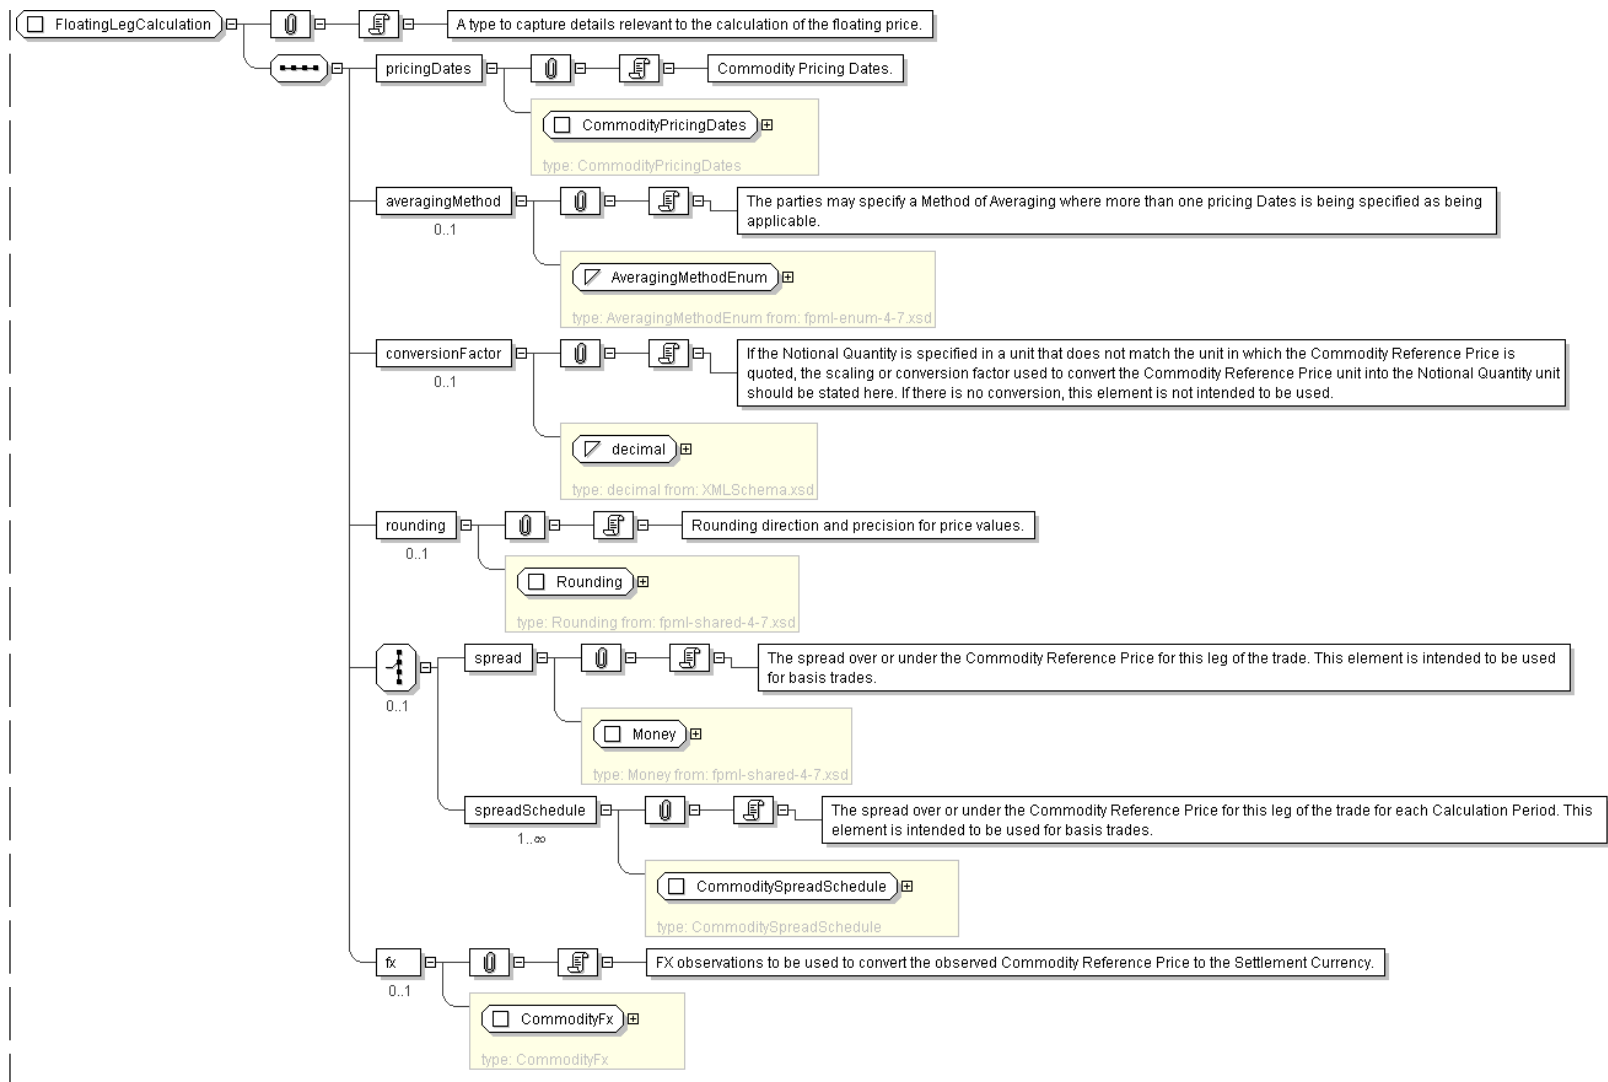 FloatingLegCalculation
A type to capture details relevant to the calculation of the floating price.
pricingDates
Commodity Pricing Dates.
CommodityPricingDates
type: CommodityPricingDates
averagingMethod
0..1
The parties may specify a Method of Averaging where more than one pricing Dates is being specified as being
applicable.
AveragingMethodEnum
type: AveragingMethodEnum from: fpml-enum-4-7.xsd
conversionFactor
0..1
If the Notional Quantity is specified in a unit that does not match the unit in which the Commodity Reference Price is
quoted, the scaling or conversion factor used to convert the Commodity Reference Price unit into the Notional Quantity unit
should be stated here. If there is no conversion, this element is not intended to be used.
decimal
type: decimal from: XMLSchema.xsd
rounding
0..1
Rounding direction and precision for price values.
Rounding
type: Rounding from: fpml-shared-4-7.xsd
0..1
spread
The spread over or under the Commodity Reference Price for this leg of the trade. This element is intended to be used
for basis trades.
Money
type: Money from: fpml-shared-4-7.xsd
spreadSchedule
1..∞
The spread over or under the Commodity Reference Price for this leg of the trade for each Calculation Period. This
element is intended to be used for basis trades.
CommoditySpreadSchedule
type: CommoditySpreadSchedule
fx
0..1
FX observations to be used to convert the observed Commodity Reference Price to the Settlement Currency.
CommodityFx
type: CommodityFx